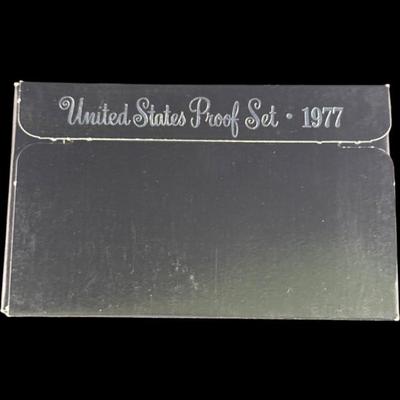 United States Proof Set · 1977